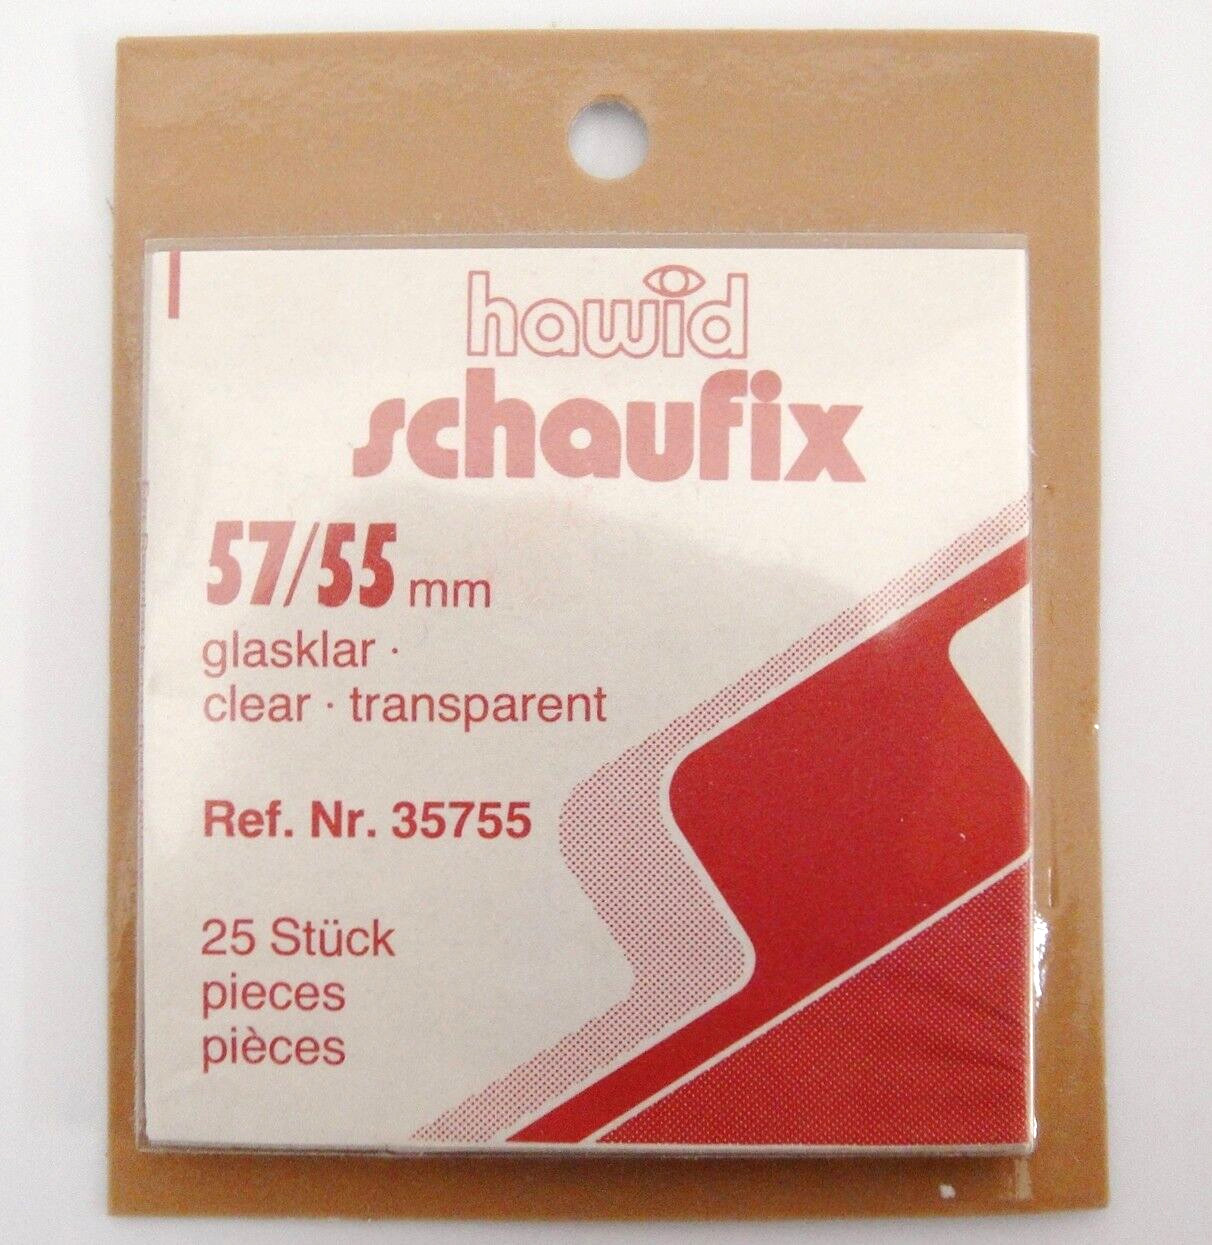 hawid
schaufix
57/55 mm
glasklar ·
clear · transparent
Ref. Nr. 35755
25 Stück
pieces
pièces